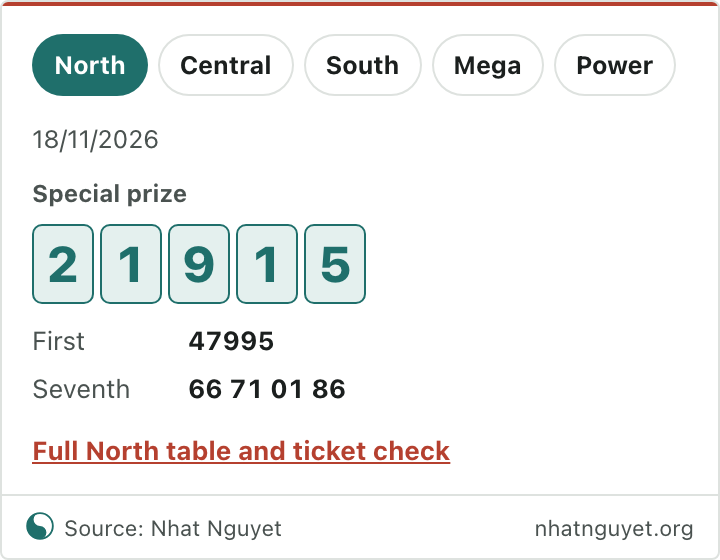 North Central South Mega Power
18/11/2026
Special prize
2 1 9 1 5
First 47995
Seventh 66 71 01 86
Full North table and ticket check
Source: Nhat Nguyet nhatnguyet.org